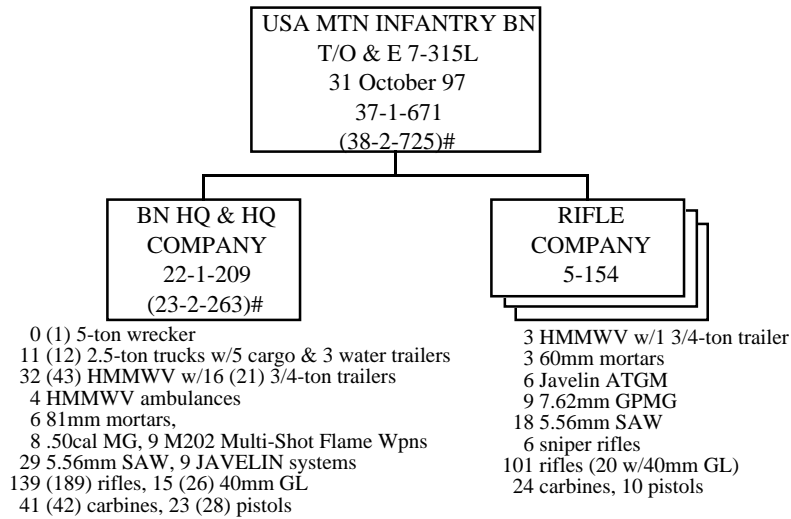 USA MTN INFANTRY BN
T/O & E 7-315L
31 October 97
37-1-671
(38-2-725)#
BN HQ & HQ
COMPANY
22-1-209
(23-2-263)#
0 (1) 5-ton wrecker
11 (12) 2.5-ton trucks w/5 cargo & 3 water trailers
32 (43) HMMWV w/16 (21) 3/4-ton trailers
4 HMMWV ambulances
6 81mm mortars,
8 .50cal MG, 9 M202 Multi-Shot Flame Wpns
29 5.56mm SAW, 9 JAVELIN systems
139 (189) rifles, 15 (26) 40mm GL
41 (42) carbines, 23 (28) pistols
RIFLE
COMPANY
5-154
3 HMMWV w/1 3/4-ton trailer
3 60mm mortars
6 Javelin ATGM
9 7.62mm GPMG
18 5.56mm SAW
6 sniper rifles
101 rifles (20 w/40mm GL)
24 carbines, 10 pistols